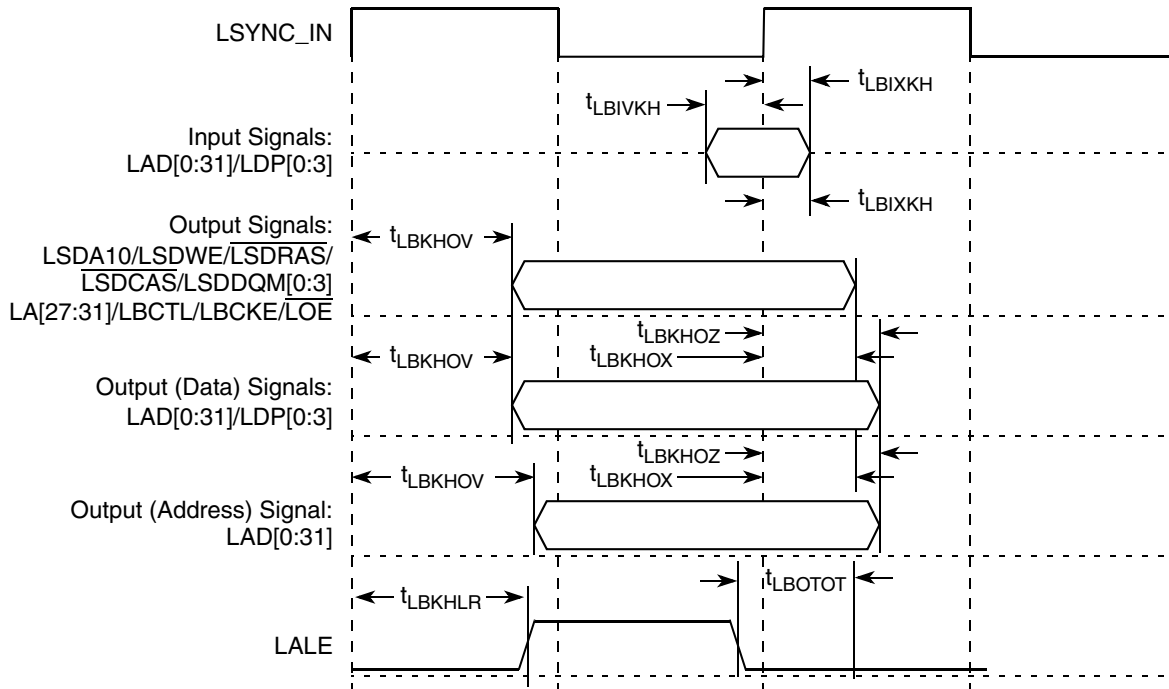 LSYNC_IN
tLBIXKH
tLBIVKH
Input Signals:
LAD[0:31]/LDP[0:3]
tLBIXKH
Output Signals:
LSDA10/LSDWE/LSDRAS/
LSDCAS/LSDDQM[0:3]
LA[27:31]/LBCTL/LBCKE/LOE
tLBKHOV
tLBKHOZ
tLBKHOV
tLBKHOX
Output (Data) Signals:
LAD[0:31]/LDP[0:3]
tLBKHOZ
tLBKHOV
tLBKHOX
Output (Address) Signal:
LAD[0:31]
tLBOTOT
tLBKHLR
LALE